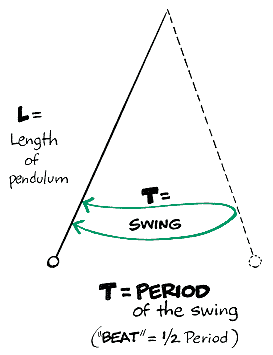 L =
Length
of
pendulum
T =
SWING
T = PERIOD
of the swing
("BEAT" = 1/2 Period)